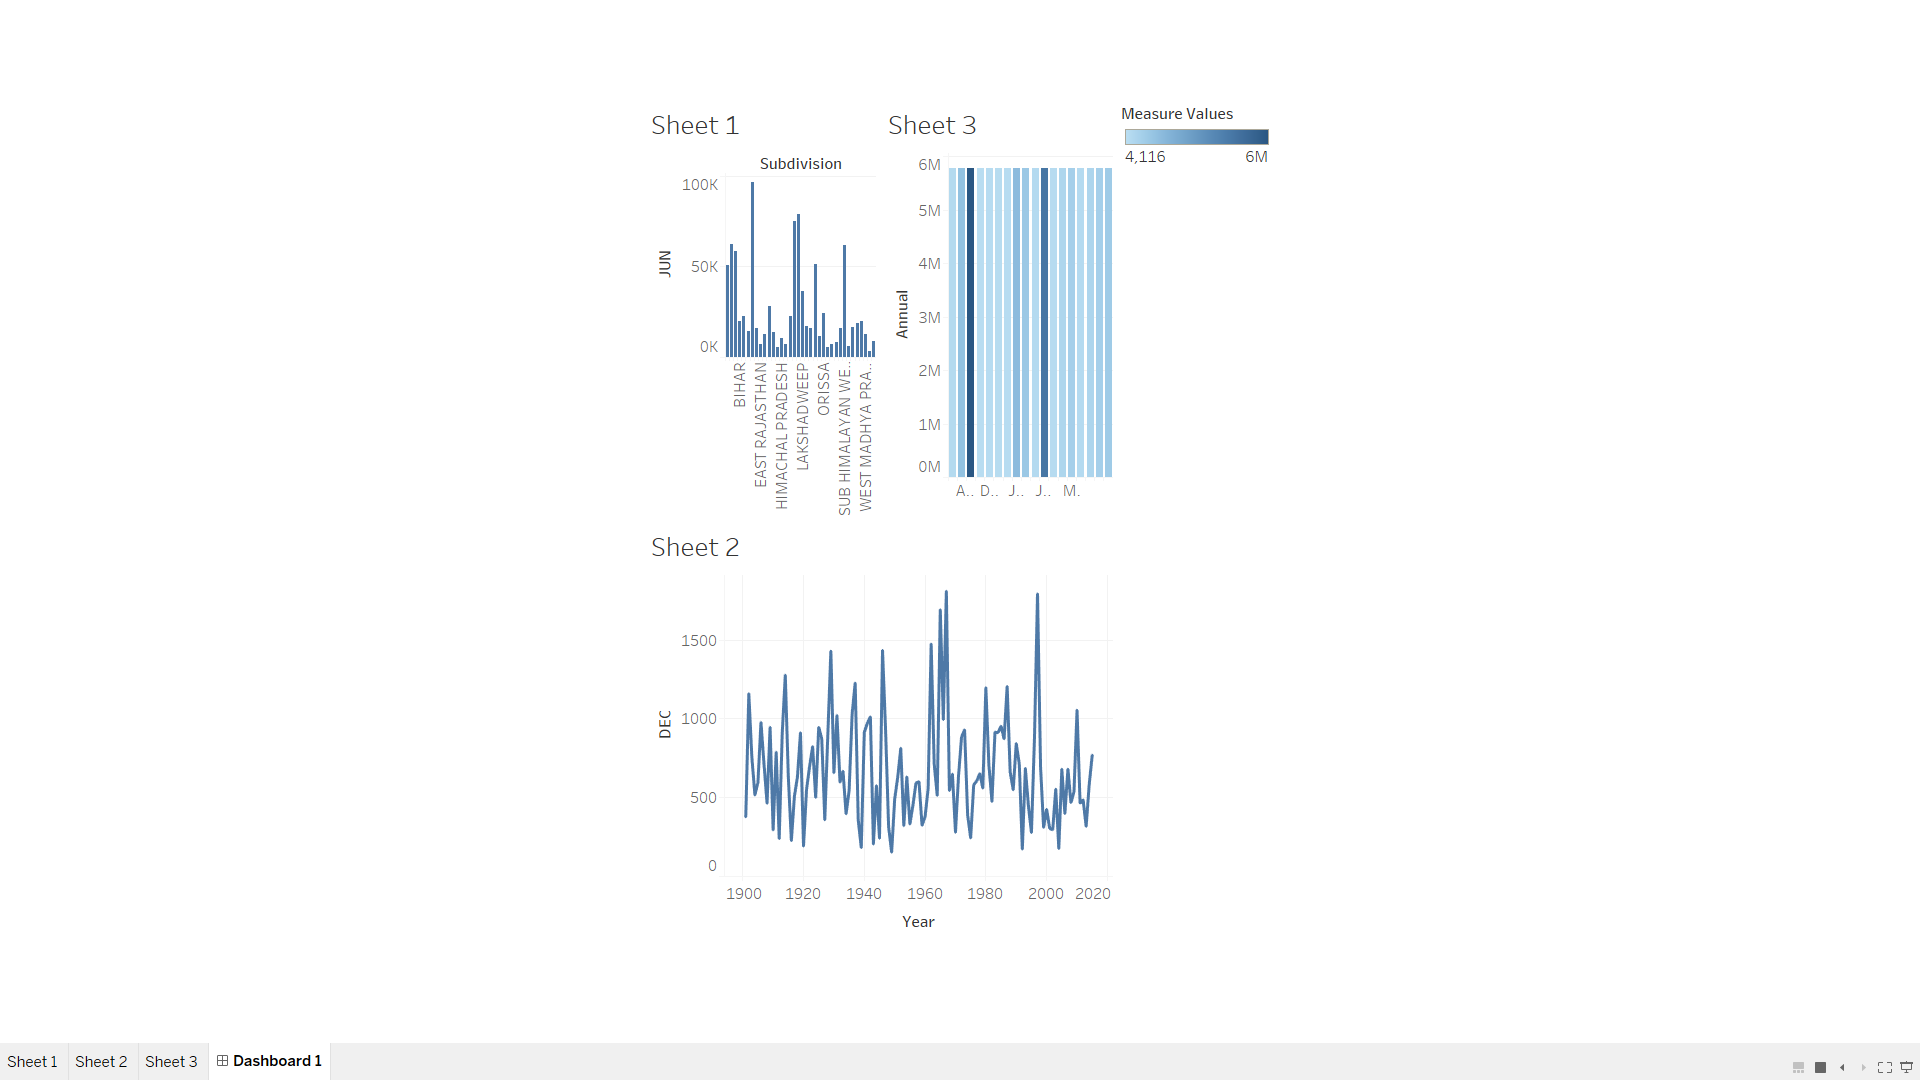 Sheet 1
Subdivision
100K
50K
0K
JUN
BIHAR
EAST RAJASTHAN
HIMACHAL PRADESH
LAKSHADWEEP
ORISSA
SUB HIMALAYAN WE..
WEST MADHYA PRA..
Sheet 3
6M
5M
4M
3M
2M
1M
0M
Annual
A.. D.. J.. J.. M.
Measure Values
4,116 6M
Sheet 2
1500
1000
500
0
DEC
1900 1920 1940 1960 1980 2000 2020
Year
Sheet 1 Sheet 2 Sheet 3 Dashboard 1